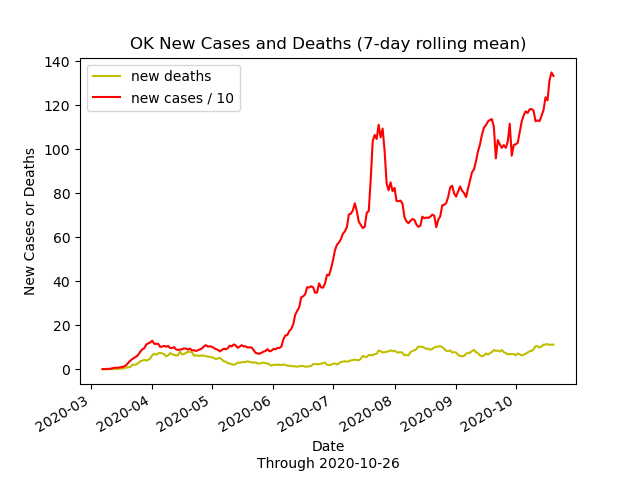 OK New Cases and Deaths (7-day rolling mean)
new deaths
new cases / 10
140
120
100
80
60
40
20
0
New Cases or Deaths
2020-03
2020-04
2020-05
2020-06
2020-07
2020-08
2020-09
2020-10
Date
Through 2020-10-26